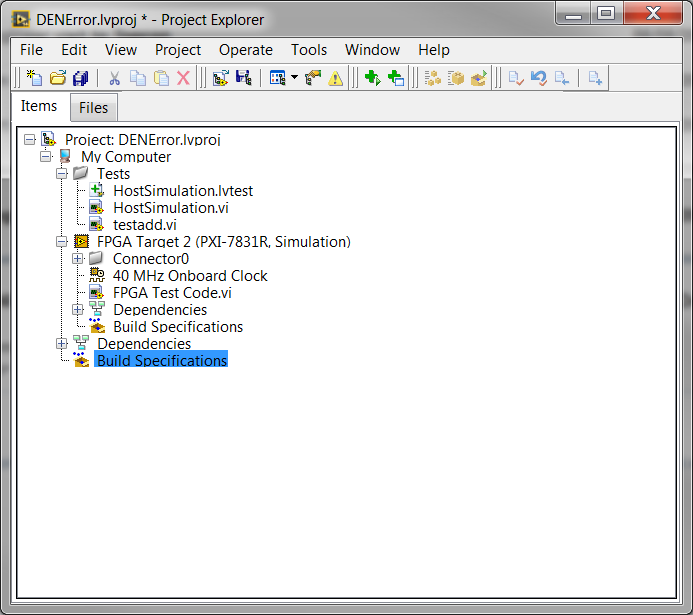 DENError.lvproj * - Project Explorer
File Edit View Project Operate Tools Window Help
Items Files
Project: DENError.lvproj
My Computer
Tests
HostSimulation.lvtest
HostSimulation.vi
testadd.vi
FPGA Target 2 (PXI-7831R, Simulation)
Connector0
40 MHz Onboard Clock
FPGA Test Code.vi
Dependencies
Build Specifications
Dependencies
Build Specifications